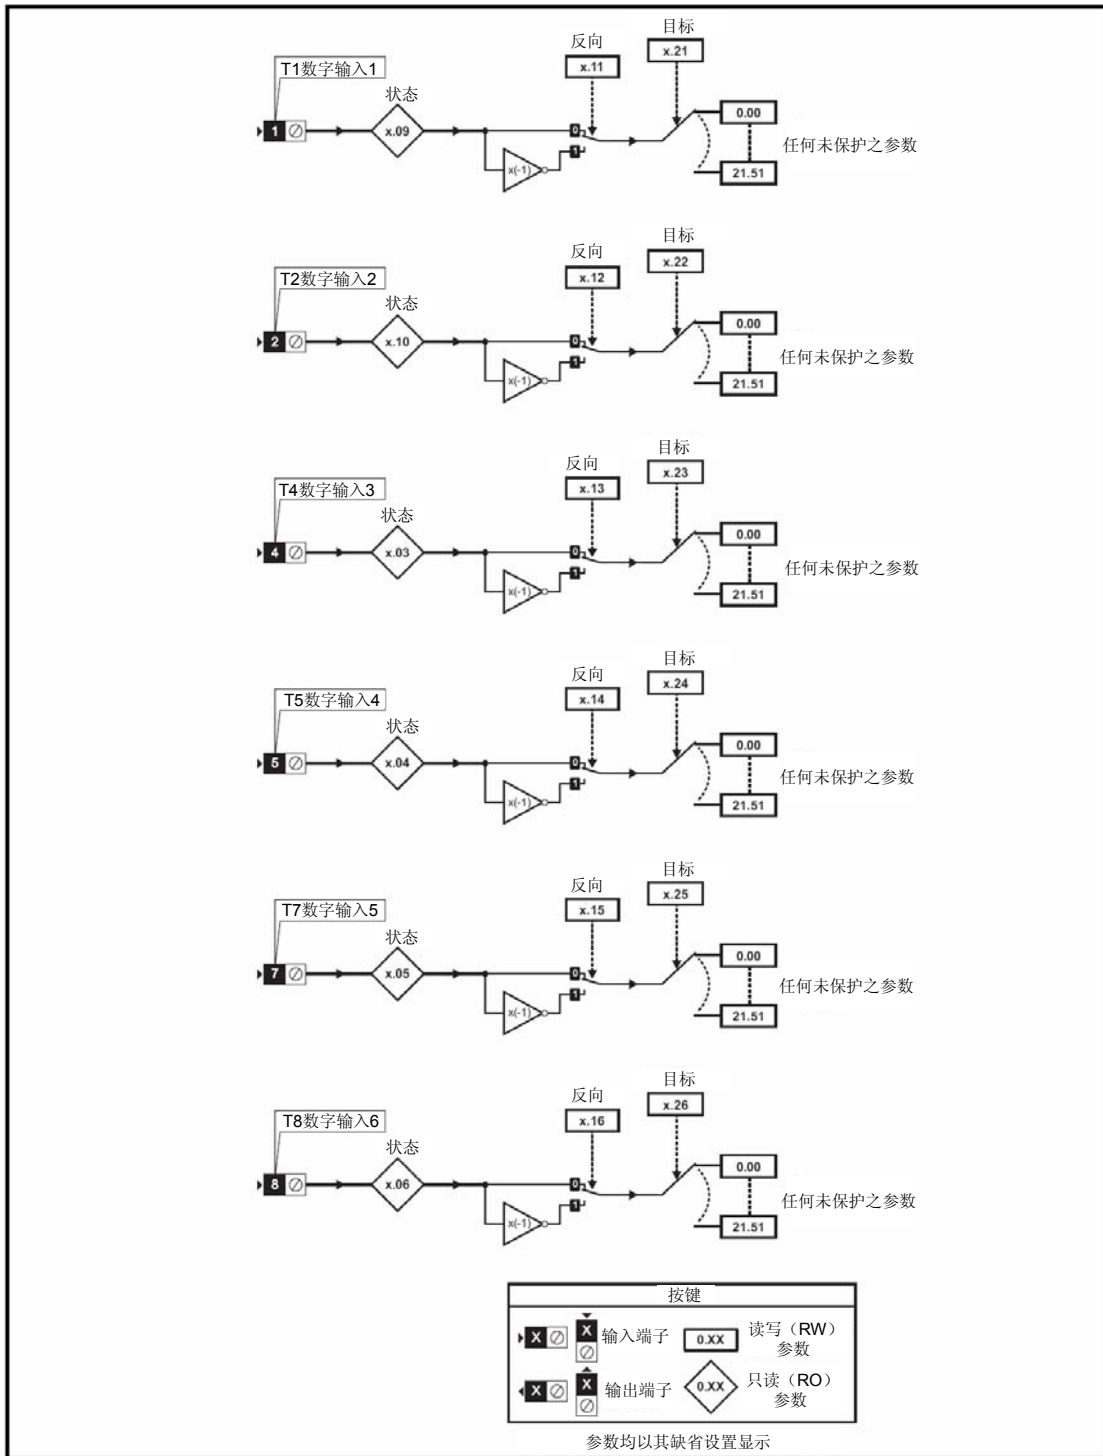 目标
反向
x.21
T1数字输入1
x.11
状态
0.00
1
x.09
0
任何未保护之参数
1
x(-1)
21.51
目标
反向
x.22
T2数字输入2
x.12
状态
0.00
2
x.10
0
任何未保护之参数
1
x(-1)
21.51
目标
反向
x.23
T4数字输入3
x.13
状态
0.00
4
x.03
0
任何未保护之参数
1
x(-1)
21.51
目标
反向
x.24
T5数字输入4
x.14
状态
0.00
5
x.04
0
任何未保护之参数
1
x(-1)
21.51
目标
反向
x.25
T7数字输入5
x.15
状态
0.00
7
x.05
0
任何未保护之参数
1
x(-1)
21.51
目标
反向
x.26
T8数字输入6
x.16
状态
0.00
8
x.06
0
任何未保护之参数
1
x(-1)
21.51
按键
X X 输入端子 0.XX 读写（RW）
参数
X X 输出端子 0.XX 只读（RO）
参数
参数均以其缺省设置显示